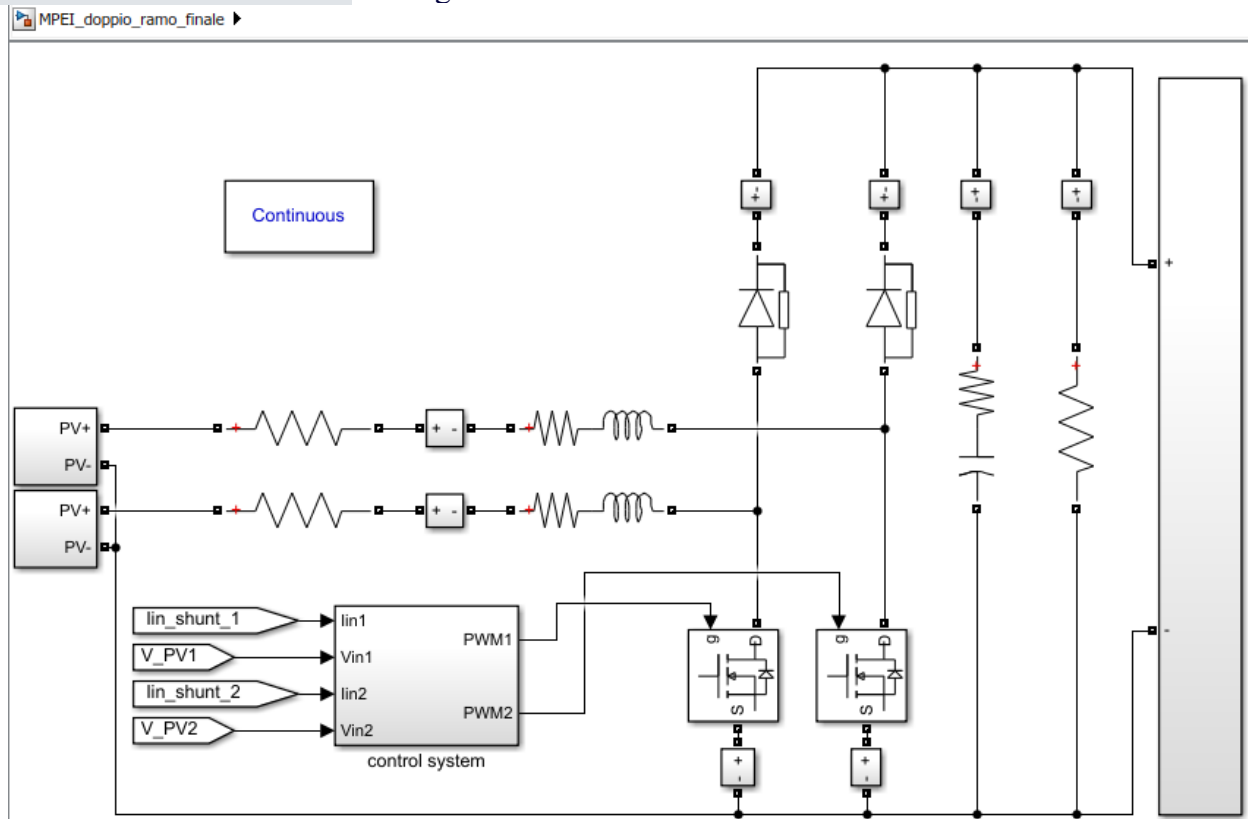 MPEI_doppio_ramo_finale
Continuous
+
PV+
PV-
PV+
PV-
+ -
+ -
Iin_shunt_1
V_PV1
Iin_shunt_2
V_PV2
Iin1
Vin1
Iin2
Vin2
PWM1
PWM2
control system
g D
S
g D
S
+ -
+ -
-